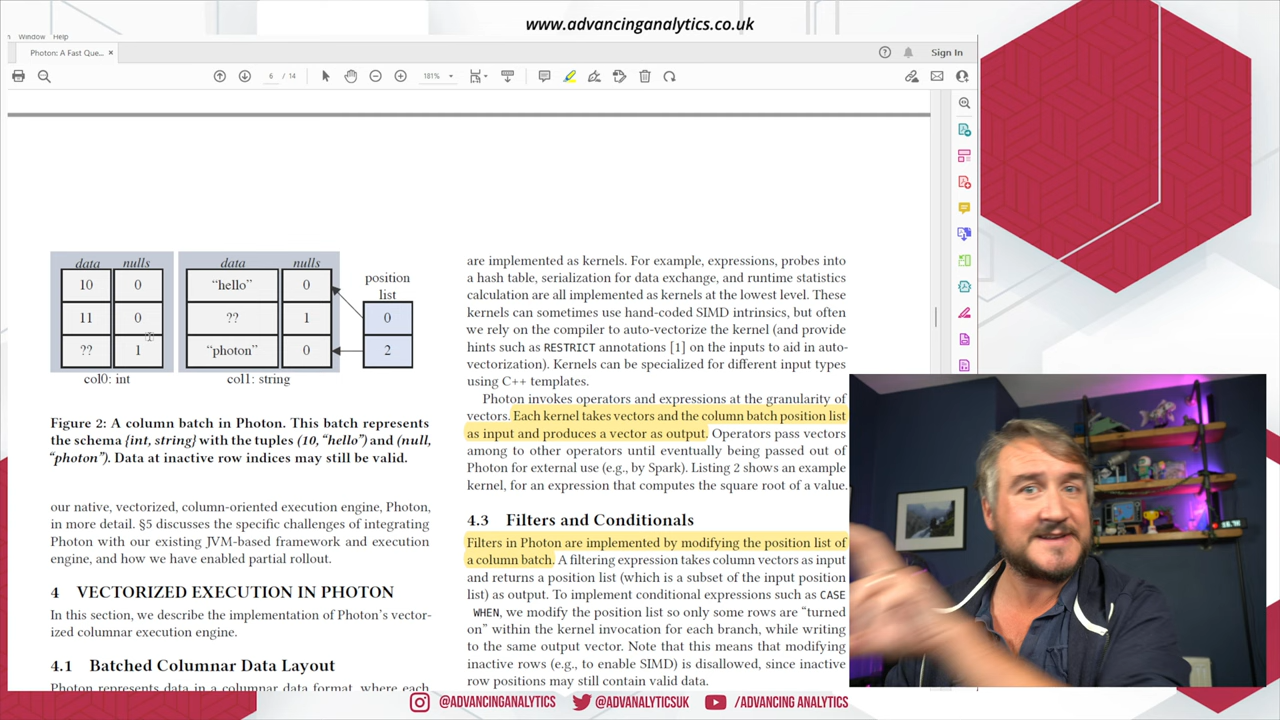 www.advancinganalytics.co.uk
Window Help
Photon: A Fast Que... ×
Sign In
6 / 14
181%
data nulls data nulls
position
list
10 0 "hello" 0 0
11 0 ?? 1 2
?? 1 "photon" 0
col0: int col1: string
Figure 2: A column batch in Photon. This batch represents
the schema {int, string} with the tuples (10, "hello") and (null,
"photon"). Data at inactive row indices may still be valid.
our native, vectorized, column-oriented execution engine, Photon,
in more detail. §5 discusses the specific challenges of integrating
Photon with our existing JVM-based framework and execution
engine, and how we have enabled partial rollout.
4 VECTORIZED EXECUTION IN PHOTON
In this section, we describe the implementation of Photon's vector-
ized columnar execution engine.
4.1 Batched Columnar Data Layout
Photon represents data in a columnar data format, where each
are implemented as kernels. For example, expressions, probes into
a hash table, serialization for data exchange, and runtime statistics
calculation are all implemented as kernels at the lowest level. These
kernels can sometimes use hand-coded SIMD intrinsics, but often
we rely on the compiler to auto-vectorize the kernel (and provide
hints such as RESTRICT annotations [1] on the inputs to aid in auto-
vectorization). Kernels can be specialized for different input types
using C++ templates.
Photon invokes operators and expressions at the granularity of
vectors. Each kernel takes vectors and the column batch position list
as input and produces a vector as output. Operators pass vectors
among to other operators until eventually being passed out of
Photon for external use (e.g., by Spark). Listing 2 shows an example
kernel, for an expression that computes the square root of a value.
4.3 Filters and Conditionals
Filters in Photon are implemented by modifying the position list of
a column batch. A filtering expression takes column vectors as input
and returns a position list (which is a subset of the input position
list) as output. To implement conditional expressions such as CASE
WHEN, we modify the position list so only some rows are "turned
on" within the kernel invocation for each branch, while writing
to the same output vector. Note that this means that modifying
inactive rows (e.g., to enable SIMD) is disallowed, since inactive
row positions may still contain valid data.
@ADVANCINGANALYTICS @ADVANALYTICSUK /ADVANCING ANALYTICS